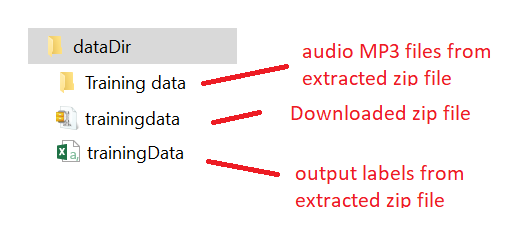 dataDir
Training data
audio MP3 files from
extracted zip file
trainingdata
Downloaded zip file
trainingData
output labels from
extracted zip file